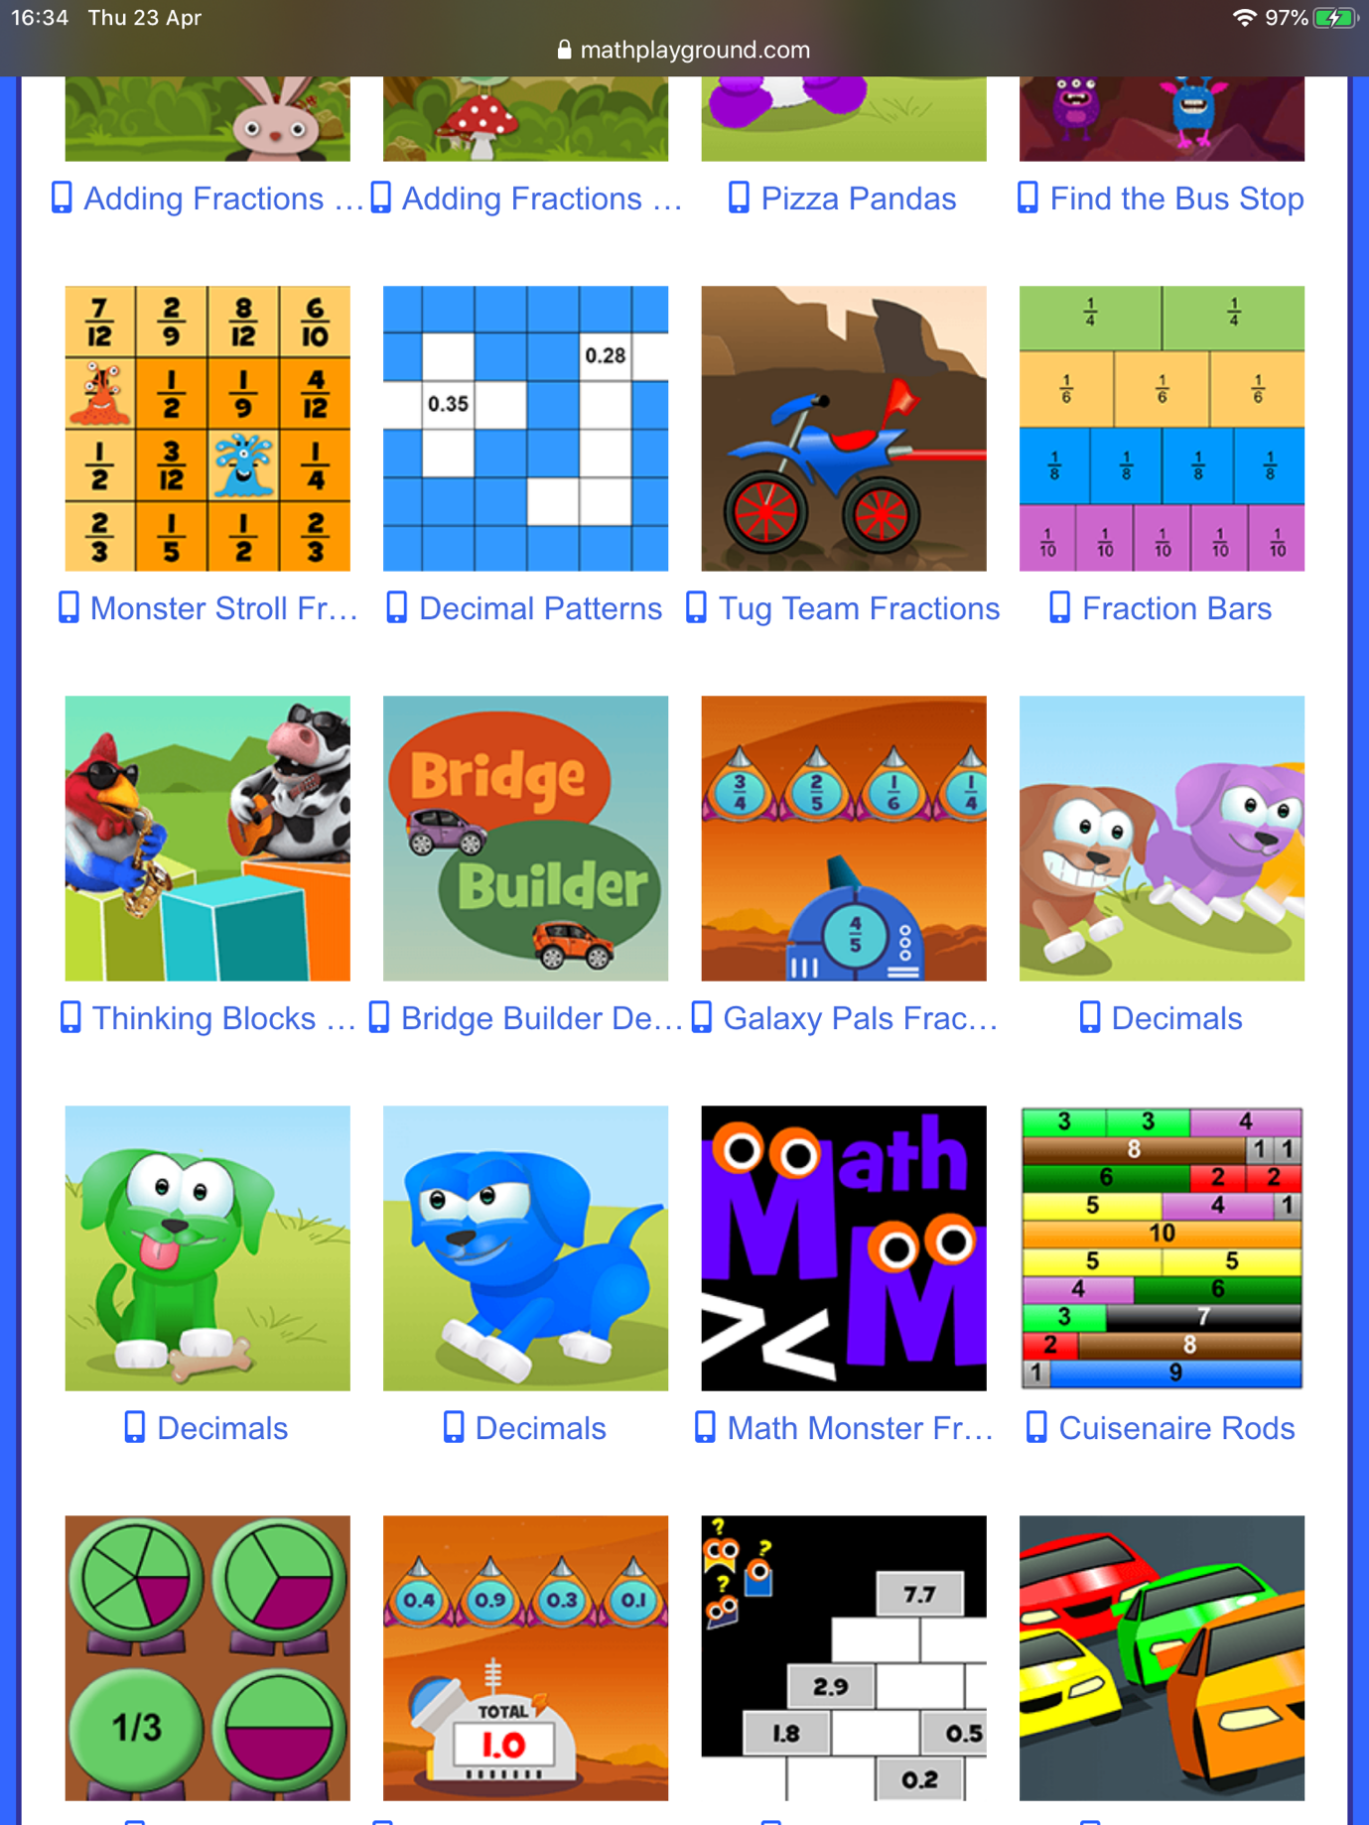 16:34 Thu 23 Apr 97%
mathplayground.com
Adding Fractions ... Adding Fractions ... Pizza Pandas Find the Bus Stop
7/12 2/9 8/12 6/10
1/2 1/9 4/12
1/2 3/12 1/4
2/3 1/5 1/2 2/3
0.28
0.35
1/4 1/4
1/6 1/6 1/6
1/8 1/8 1/8 1/8
1/10 1/10 1/10 1/10 1/10
Monster Stroll Fr... Decimal Patterns Tug Team Fractions Fraction Bars
Bridge
Builder
3/4 2/5 1/6 1/4
4/5
Thinking Blocks ... Bridge Builder De... Galaxy Pals Frac... Decimals
Math
M
> <
3 3 4
8 1 1
6 2 2
5 4 1
10
5 5
4 6
3 7
2 8
1 9
Decimals Decimals Math Monster Fr... Cuisenaire Rods
1/3
0.4 0.9 0.3 0.1
TOTAL
1.0
?
?
?
7.7
2.9
1.8 0.5
0.2